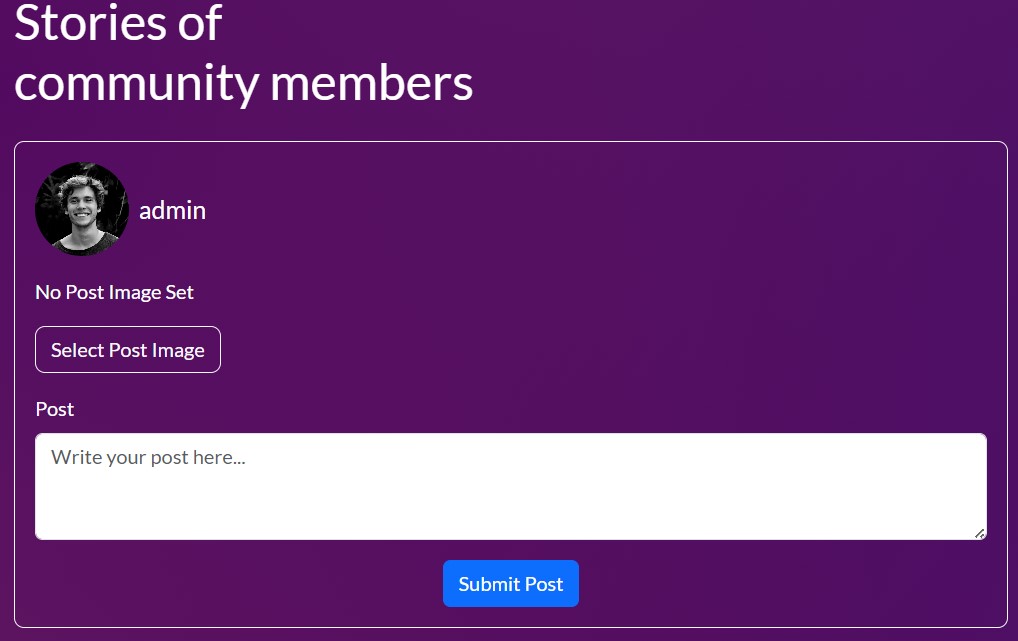 Stories of
community members
admin
No Post Image Set
Select Post Image
Post
Write your post here...
Submit Post